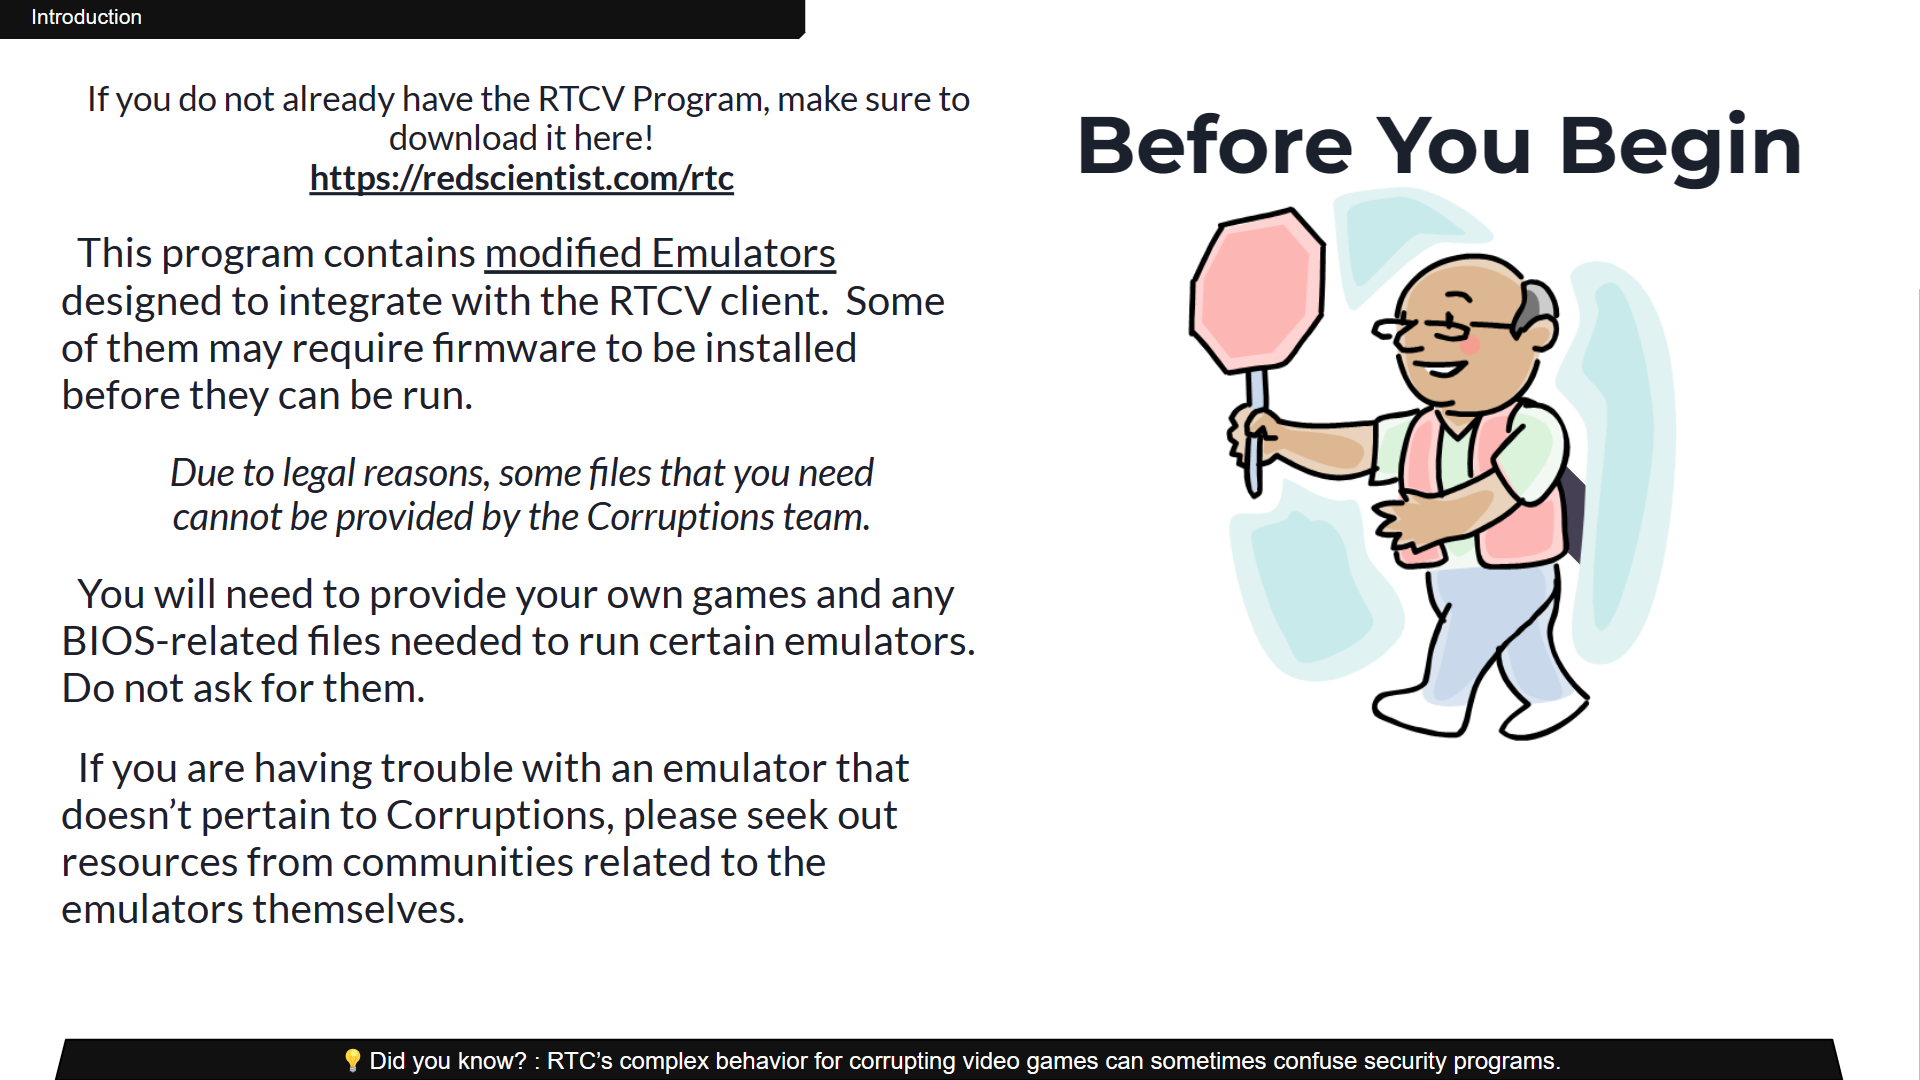 Introduction
If you do not already have the RTCV Program, make sure to
download it here!
https://redscientist.com/rtc
Before You Begin
This program contains modified Emulators
designed to integrate with the RTCV client.  Some
of them may require firmware to be installed
before they can be run.
Due to legal reasons, some files that you need
cannot be provided by the Corruptions team.
You will need to provide your own games and any
BIOS-related files needed to run certain emulators.
Do not ask for them.
If you are having trouble with an emulator that
doesn’t pertain to Corruptions, please seek out
resources from communities related to the
emulators themselves.
💡 Did you know? : RTC’s complex behavior for corrupting video games can sometimes confuse security programs.